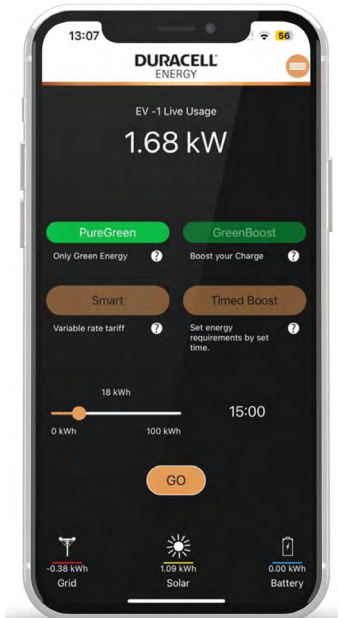 13:07
56
DURACELL
ENERGY
EV -1 Live Usage
1.68 kW
PureGreen
GreenBoost
Only Green Energy ?
Boost your Charge ?
Smart
Timed Boost
Variable rate tariff ?
Set energy ?
requirements by set
time.
18 kWh
15:00
0 kWh
100 kWh
GO
-0.38 kWh
1.09 kWh
0.00 kWh
Grid
Solar
Battery